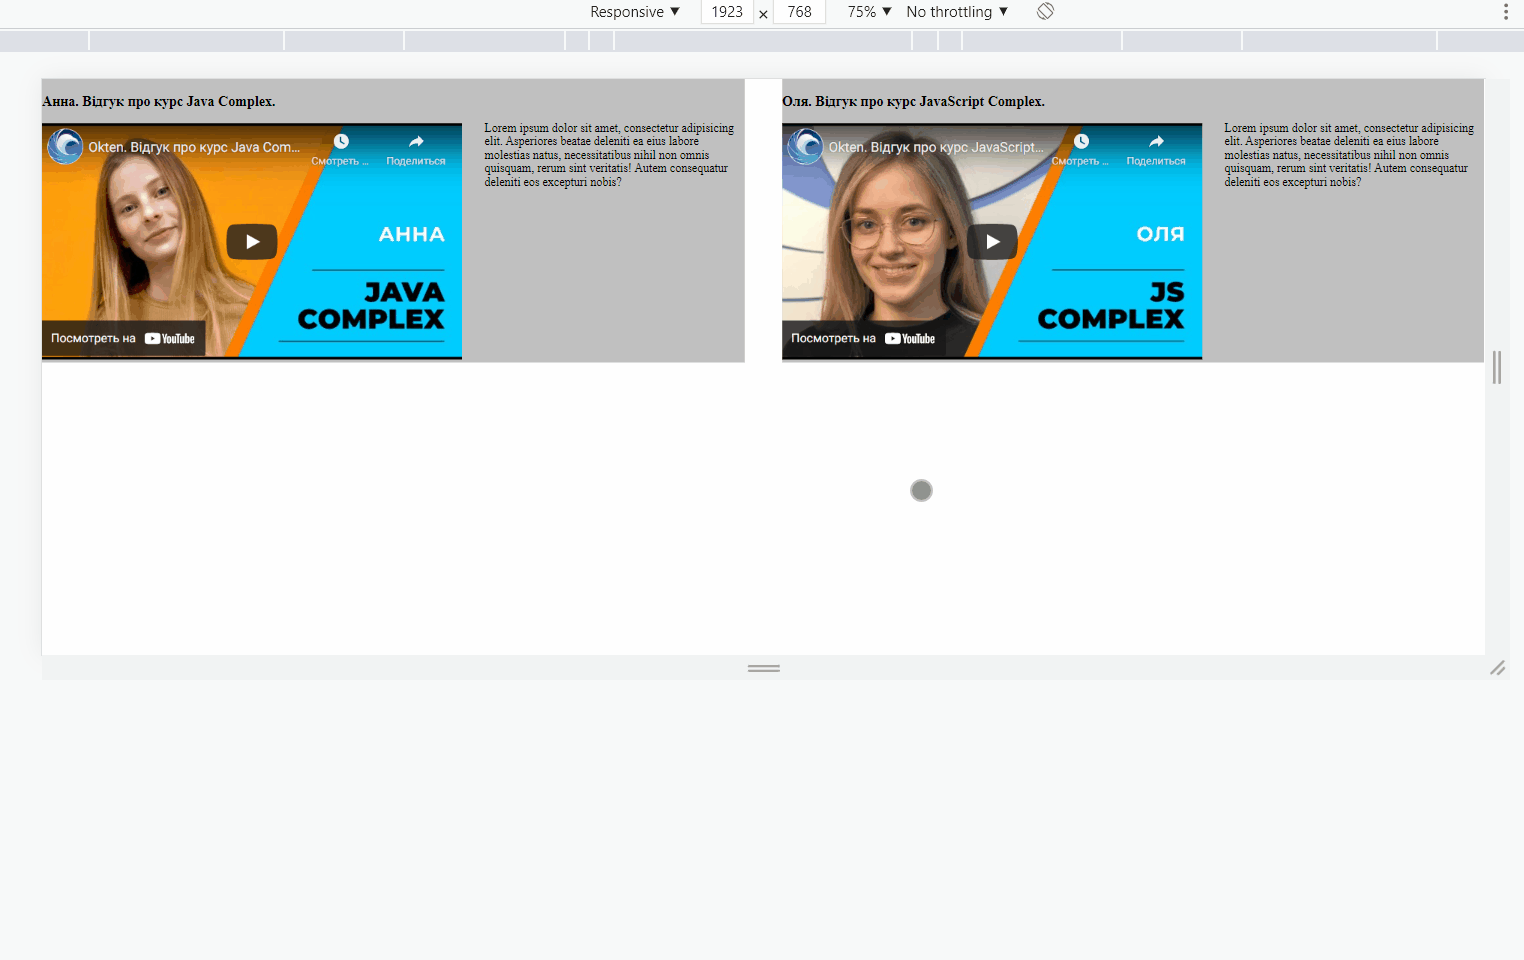 Responsive ▼ 1923 × 768 75% ▼ No throttling ▼
Анна. Відгук про курс Java Complex.
Okten. Відгук про курс Java Com...
Смотреть ...
Поделиться
АННА
JAVA
COMPLEX
Посмотреть на YouTube
Lorem ipsum dolor sit amet, consectetur adipisicing
elit. Asperiores beatae deleniti ea eius labore
molestias natus, necessitatibus nihil non omnis
quisquam, rerum sint veritatis! Autem consequatur
deleniti eos excepturi nobis?
Оля. Відгук про курс JavaScript Complex.
Okten. Відгук про курс JavaScript...
Смотреть ...
Поделиться
ОЛЯ
JS
COMPLEX
Посмотреть на YouTube
Lorem ipsum dolor sit amet, consectetur adipisicing
elit. Asperiores beatae deleniti ea eius labore
molestias natus, necessitatibus nihil non omnis
quisquam, rerum sint veritatis! Autem consequatur
deleniti eos excepturi nobis?